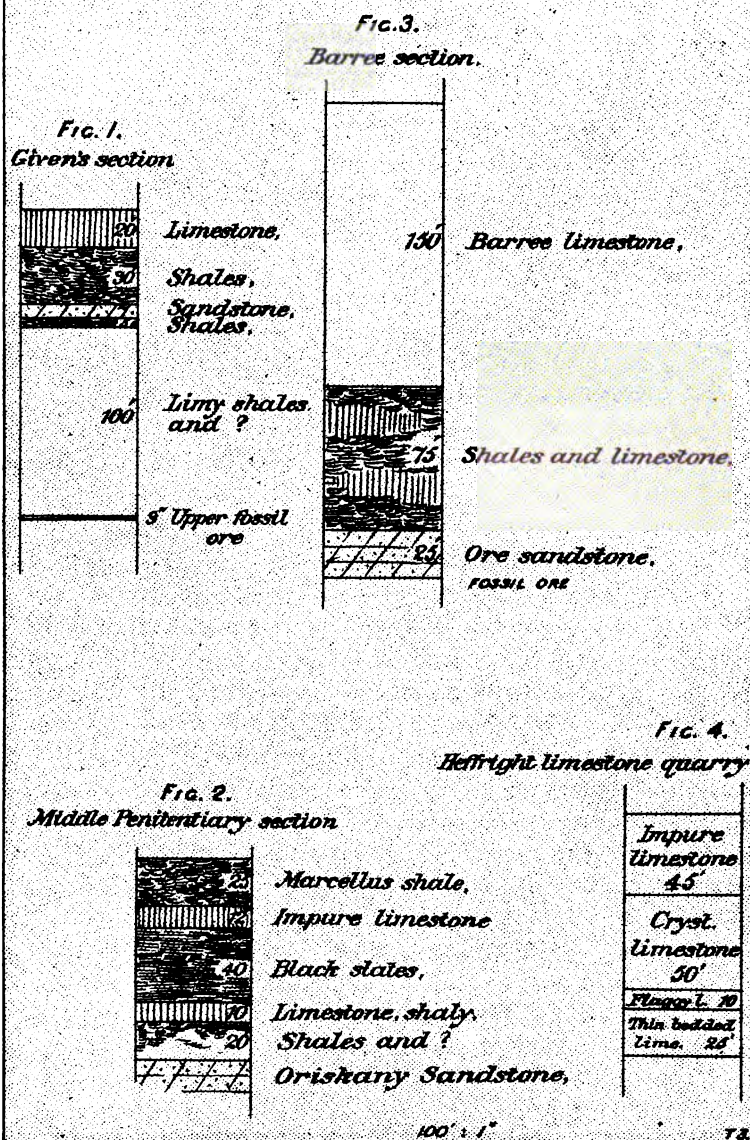 FIG. 1.
Given's section
20' Limestone,
30' Shales,
Sandstone,
Shales,
100' Limy shales
and ?
9" Upper fossil
ore
FIG. 3.
Barree section.
150' Barree limestone,
75' Shales and limestone,
25' Ore sandstone,
FOSSIL ORE
FIG. 2.
Middle Penitentiary section
25 Marcellus shale,
Impure limestone
40 Black slates,
10 Limestone, shaly.
20 Shales and ?
Oriskany Sandstone,
FIG. 4.
Heffright limestone quarry
Impure
limestone
45'
Cryst.
limestone
50'
Flaggy l. 10
Thin bedded
lime. 25'
100' : 1"